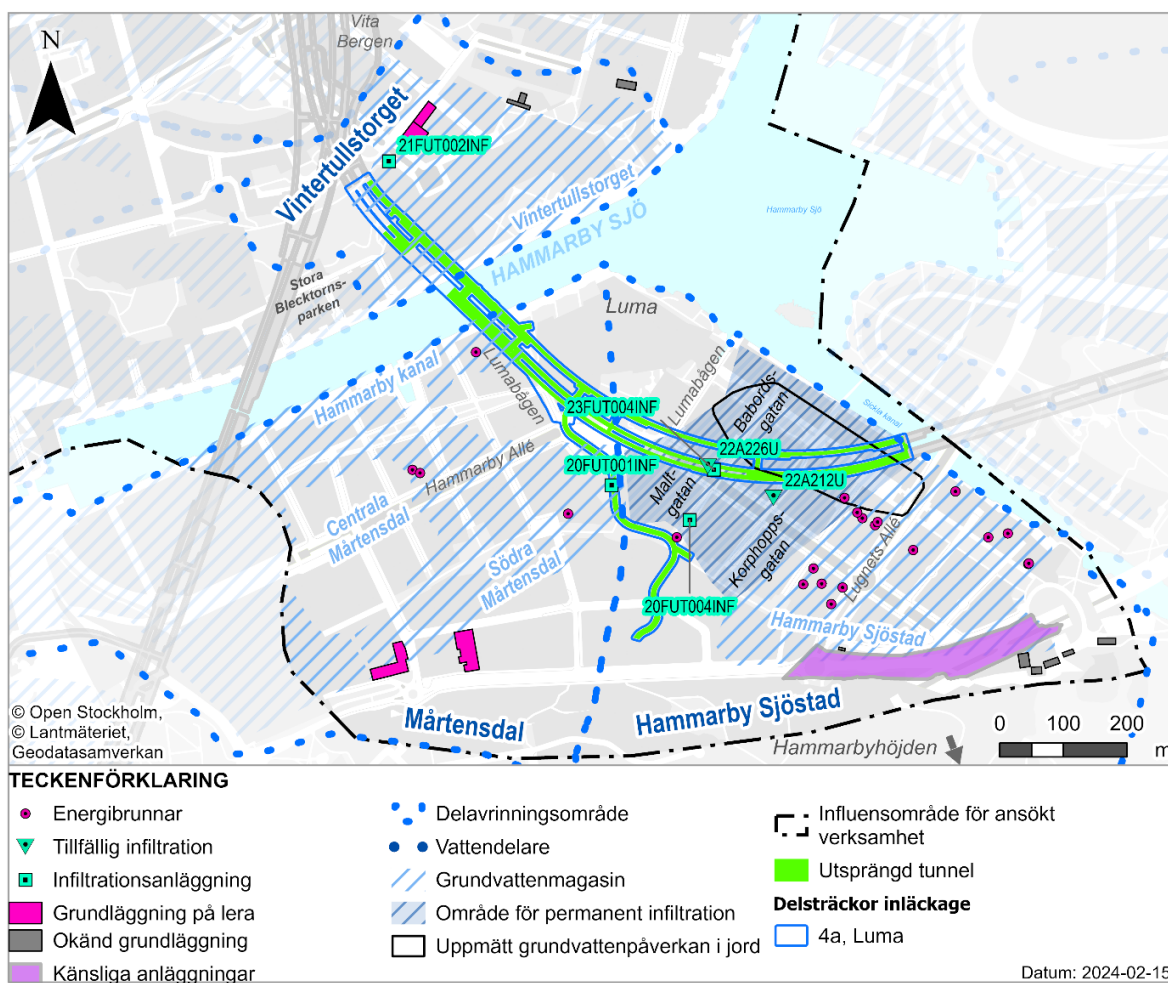 N
Vita
Bergen
Vintertullstorget
21FUT002INF
Vintertullstorget
HAMMARBY SJÖ
Hammarby Sjö
Stora
Blecktorns-
parken
Luma
Hammarby kanal
Lumabågen
Lumabågen
Babords-
gatan
Sickla kanal
23FUT004INF
22A226U
Hammarby Allé
20FUT001INF
22A212U
Malt-
gatan
Centrala
Mårtensdal
Södra
Mårtensdal
Korphopps-
gatan
Lugnets Allé
20FUT004INF
Hammarby Sjöstad
© Open Stockholm,
© Lantmäteriet,
Geodatasamverkan
Mårtensdal
Hammarby Sjöstad
Hammarbyhöjden
0 100 200
m
TECKENFÖRKLARING
Energibrunnar
Tillfällig infiltration
Infiltrationsanläggning
Grundläggning på lera
Okänd grundläggning
Känsliga anläggningar
Delavrinningsområde
Vattendelare
Grundvattenmagasin
Område för permanent infiltration
Uppmätt grundvattenpåverkan i jord
Influensområde för ansökt
verksamhet
Utsprängd tunnel
Delsträckor inläckage
4a, Luma
Datum: 2024-02-15